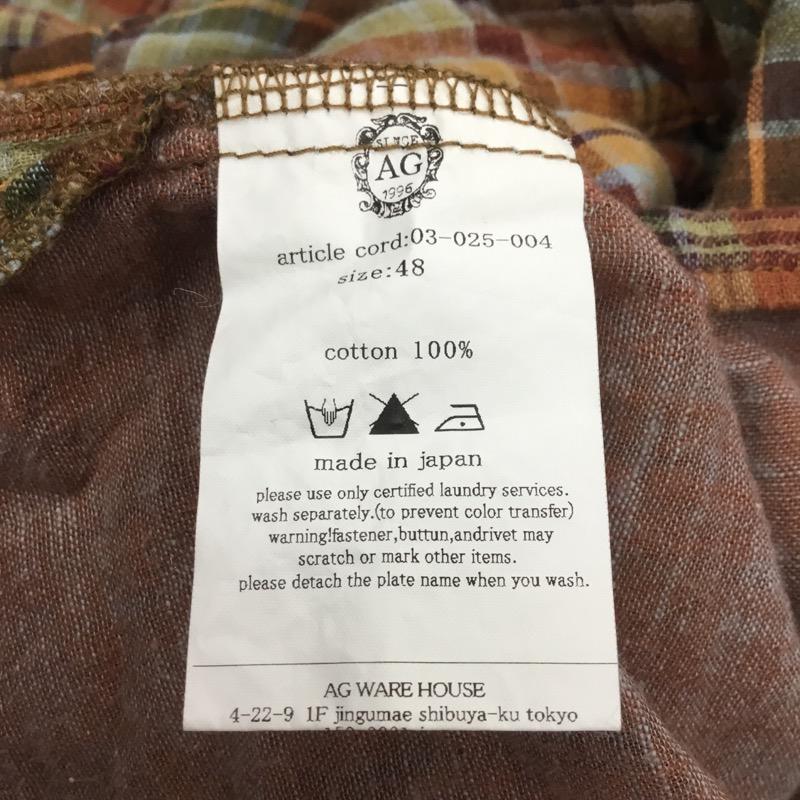 SINCE
AG
1996
article cord:03-025-004
size:48
cotton 100%
made in japan
please use only certified laundry services.
wash separately.(to prevent color transfer)
warning!fastener,buttun,andrivet may
scratch or mark other items.
please detach the plate name when you wash.
AG WARE HOUSE
4-22-9 1F jingumae shibuya-ku tokyo